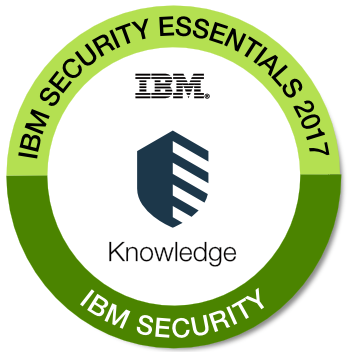 IBM SECURITY ESSENTIALS 2017
IBM®
Knowledge
IBM SECURITY